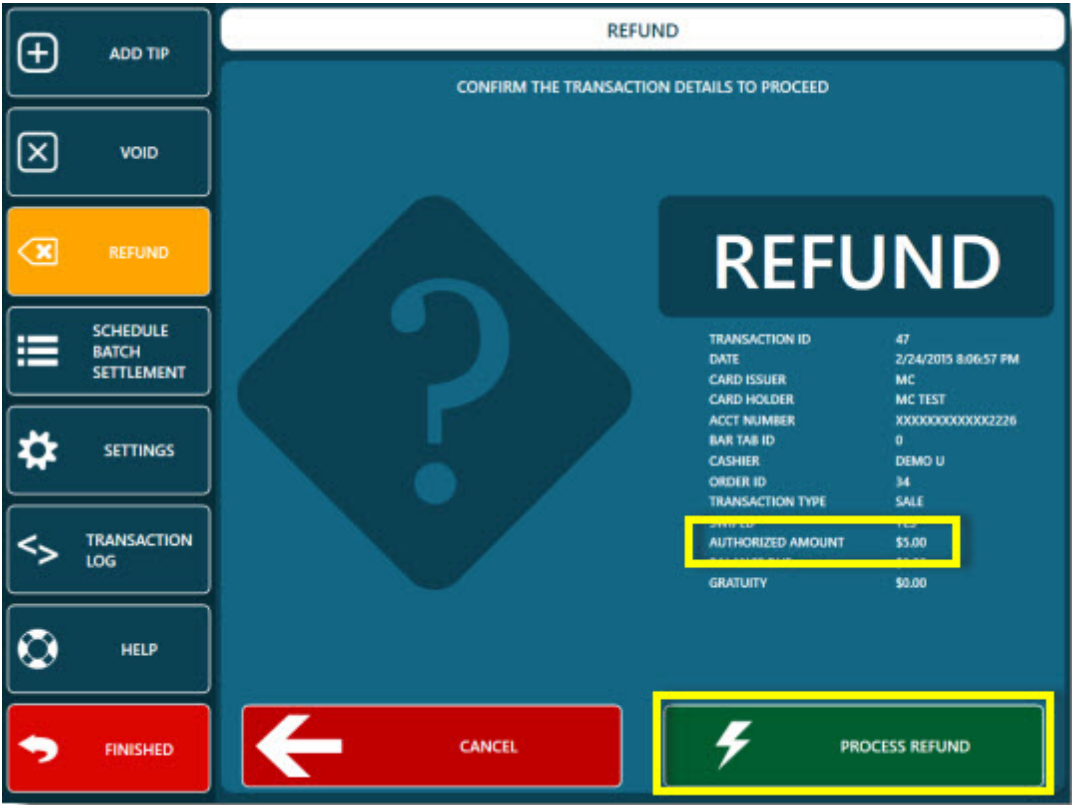 ADD TIP
VOID
REFUND
SCHEDULE
BATCH
SETTLEMENT
SETTINGS
TRANSACTION
LOG
HELP
FINISHED
REFUND
CONFIRM THE TRANSACTION DETAILS TO PROCEED
?
REFUND
TRANSACTION ID 47
DATE 2/24/2015 8:06:57 PM
CARD ISSUER MC
CARD HOLDER MC TEST
ACCT NUMBER XXXXXXXXXXXX2226
BAR TAB ID 0
CASHIER DEMO U
ORDER ID 34
TRANSACTION TYPE SALE
AUTHORIZED AMOUNT $5.00
GRATUITY $0.00
CANCEL
PROCESS REFUND